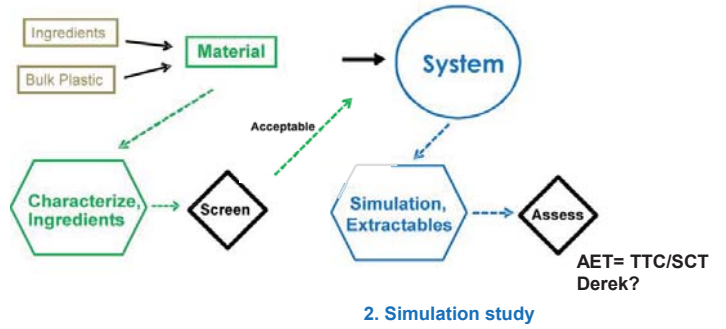 Ingredients
Bulk Plastic
Material
System
Acceptable
Characterize,
Ingredients
Screen
Simulation,
Extractables
Assess
AET= TTC/SCT
Derek?
2. Simulation study